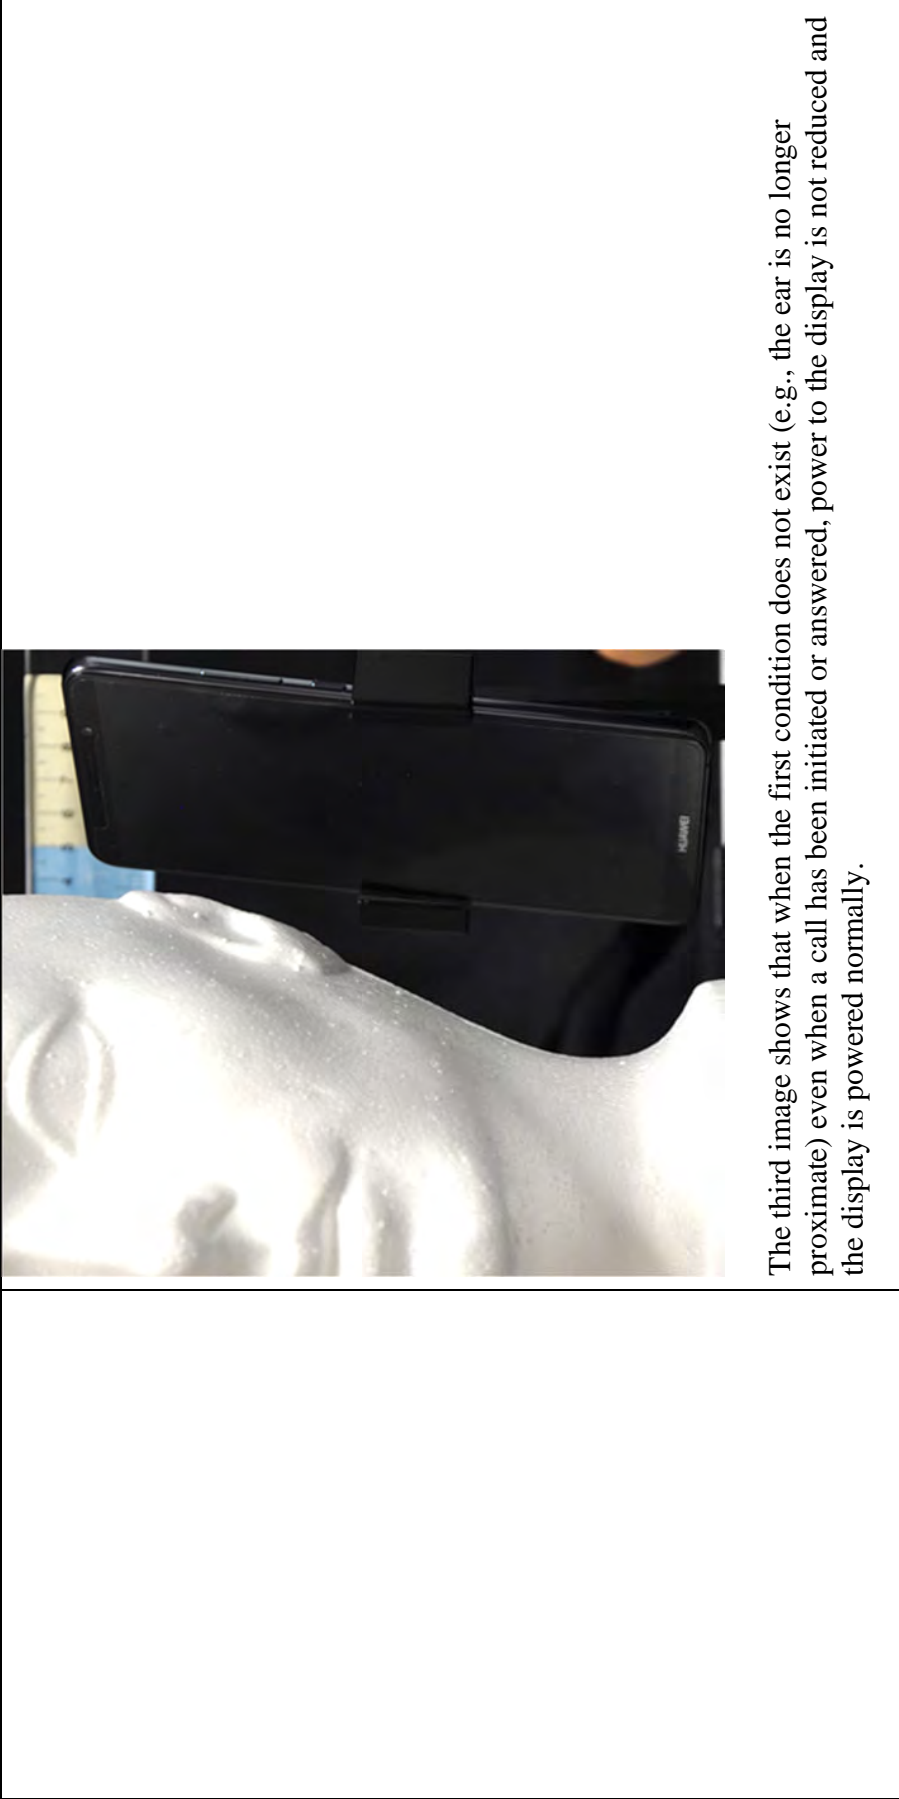 HUAWEI
The third image shows that when the first condition does not exist (e.g., the ear is no longer
proximate) even when a call has been initiated or answered, power to the display is not reduced and
the display is powered normally.